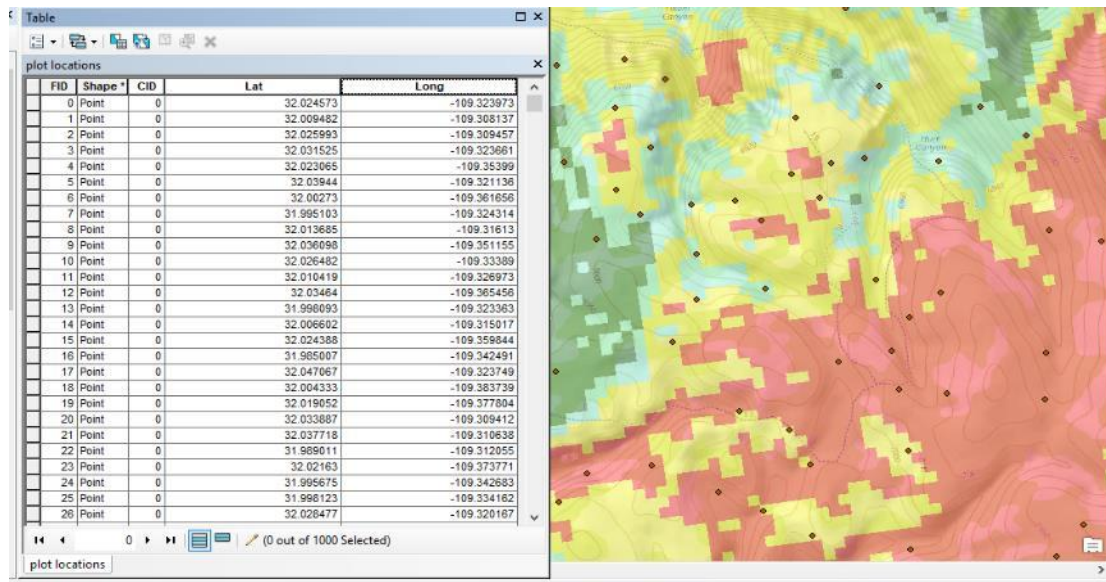 Table
plot locations
FID Shape * CID Lat Long
0 Point 0 32.024573 -109.323973
1 Point 0 32.009482 -109.308137
2 Point 0 32.025993 -109.309457
3 Point 0 32.031525 -109.323661
4 Point 0 32.023065 -109.35399
5 Point 0 32.03944 -109.321136
6 Point 0 32.00273 -109.361656
7 Point 0 31.995103 -109.324314
8 Point 0 32.013685 -109.31613
9 Point 0 32.036098 -109.351155
10 Point 0 32.026482 -109.33389
11 Point 0 32.010419 -109.326973
12 Point 0 32.03464 -109.365456
13 Point 0 31.998093 -109.323363
14 Point 0 32.006602 -109.315017
15 Point 0 32.024388 -109.359844
16 Point 0 31.985007 -109.342491
17 Point 0 32.047067 -109.323749
18 Point 0 32.004333 -109.383739
19 Point 0 32.019052 -109.377804
20 Point 0 32.033887 -109.309412
21 Point 0 32.037718 -109.310638
22 Point 0 31.989011 -109.312055
23 Point 0 32.02163 -109.373771
24 Point 0 31.995675 -109.342683
25 Point 0 31.998123 -109.334162
26 Point 0 32.028477 -109.320167
0 (0 out of 1000 Selected)
plot locations
Canyon
Canyon